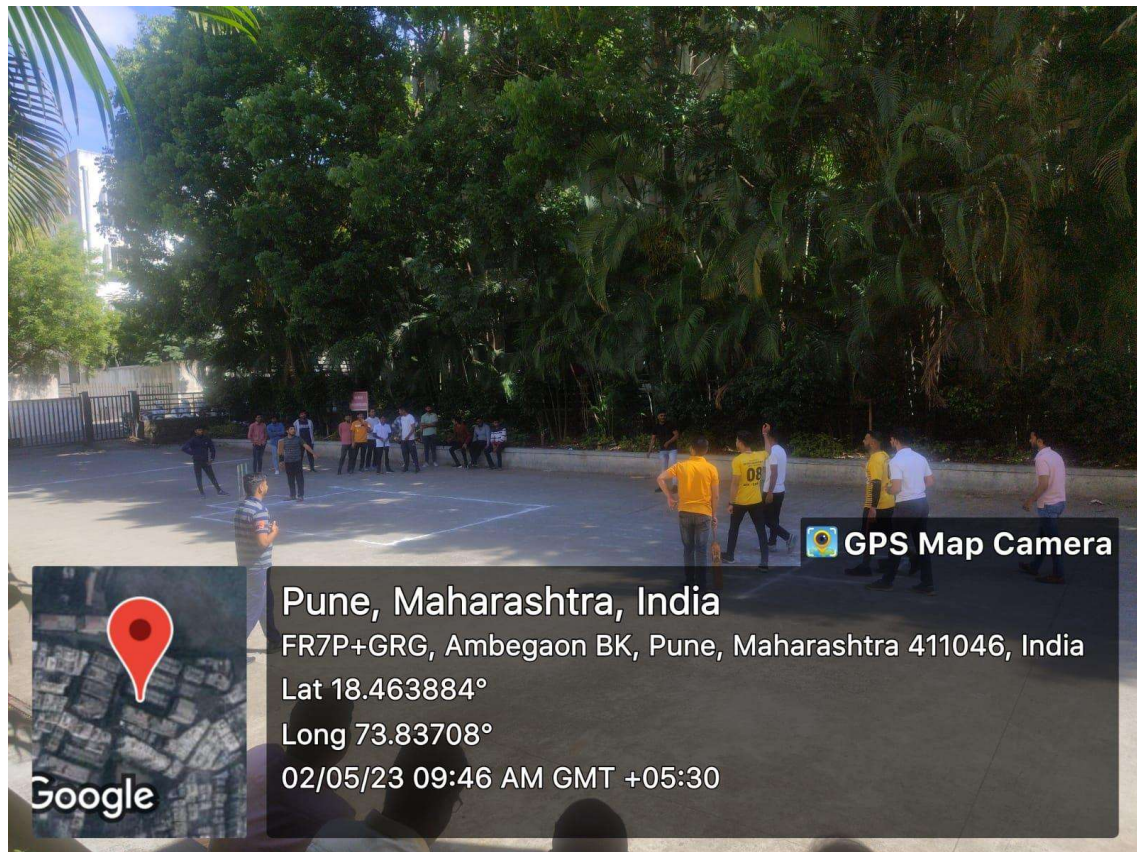 08
GPS Map Camera
Pune, Maharashtra, India
FR7P+GRG, Ambegaon BK, Pune, Maharashtra 411046, India
Lat 18.463884°
Long 73.83708°
02/05/23 09:46 AM GMT +05:30
Google